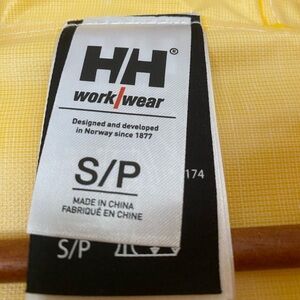 HH®
work/wear
Designed and developed
in Norway since 1877
S/P
174
MADE IN CHINA
FABRIQUÉ EN CHINE
S/P